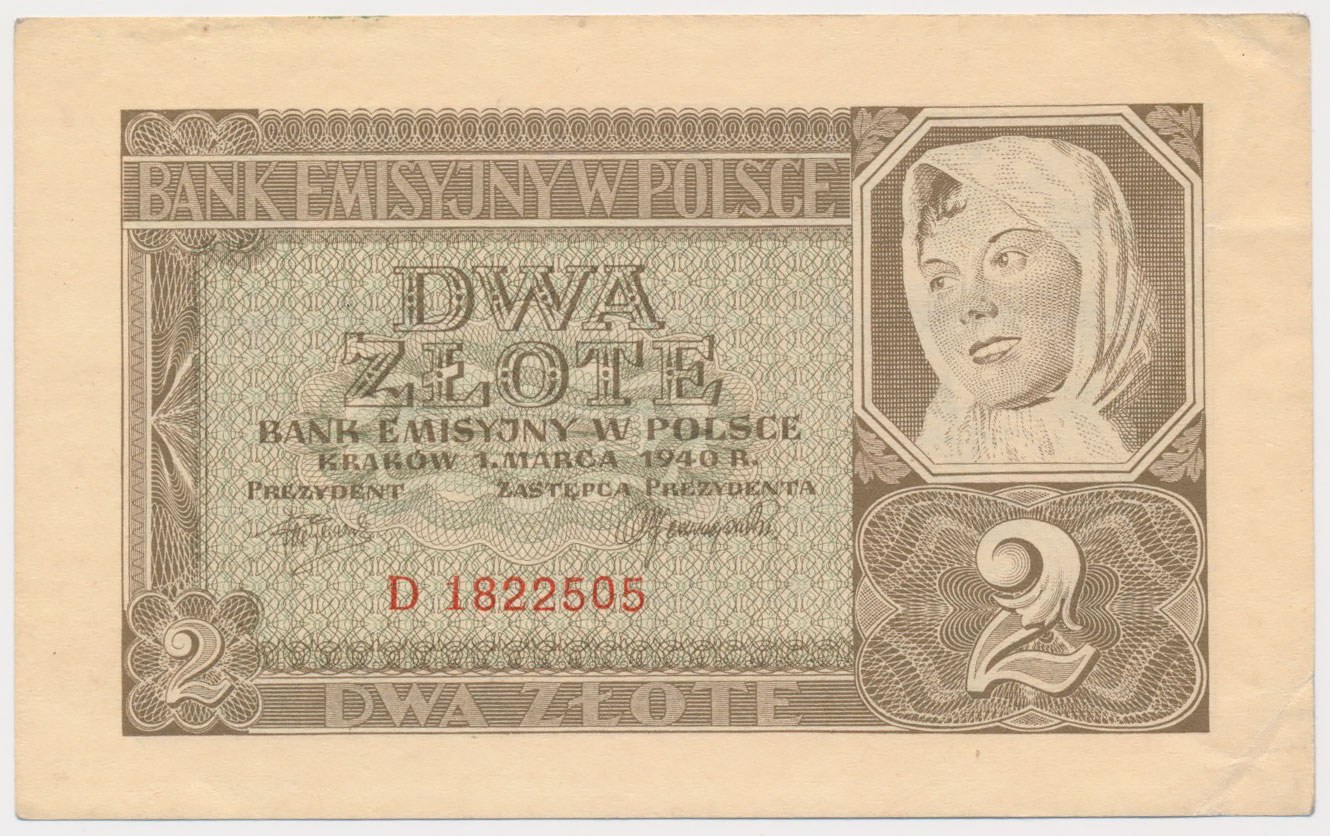 BANK EMISYJNY W POLSCE
DWA
ZŁOTE
BANK EMISYJNY W POLSCE
KRAKÓW 1. MARCA 1940 R.
PREZYDENT ZASTĘPCA PREZYDENTA
D 1822505
2
2
DWA ZŁOTE